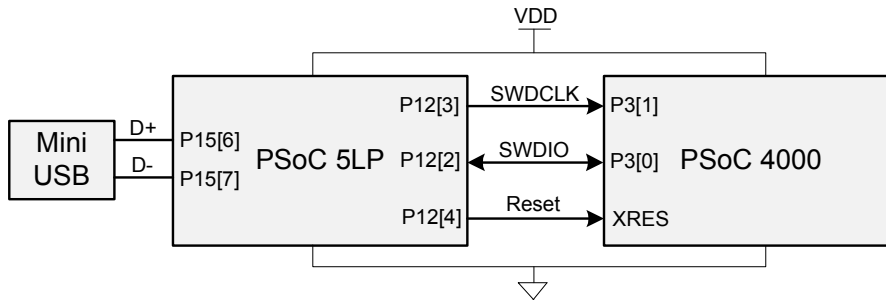 VDD
SWDCLK
P12[3]
P3[1]
Mini
USB
D+
D-
P15[6]
P15[7]
PSoC 5LP
P12[2]
SWDIO
P3[0]
PSoC 4000
P12[4]
Reset
XRES